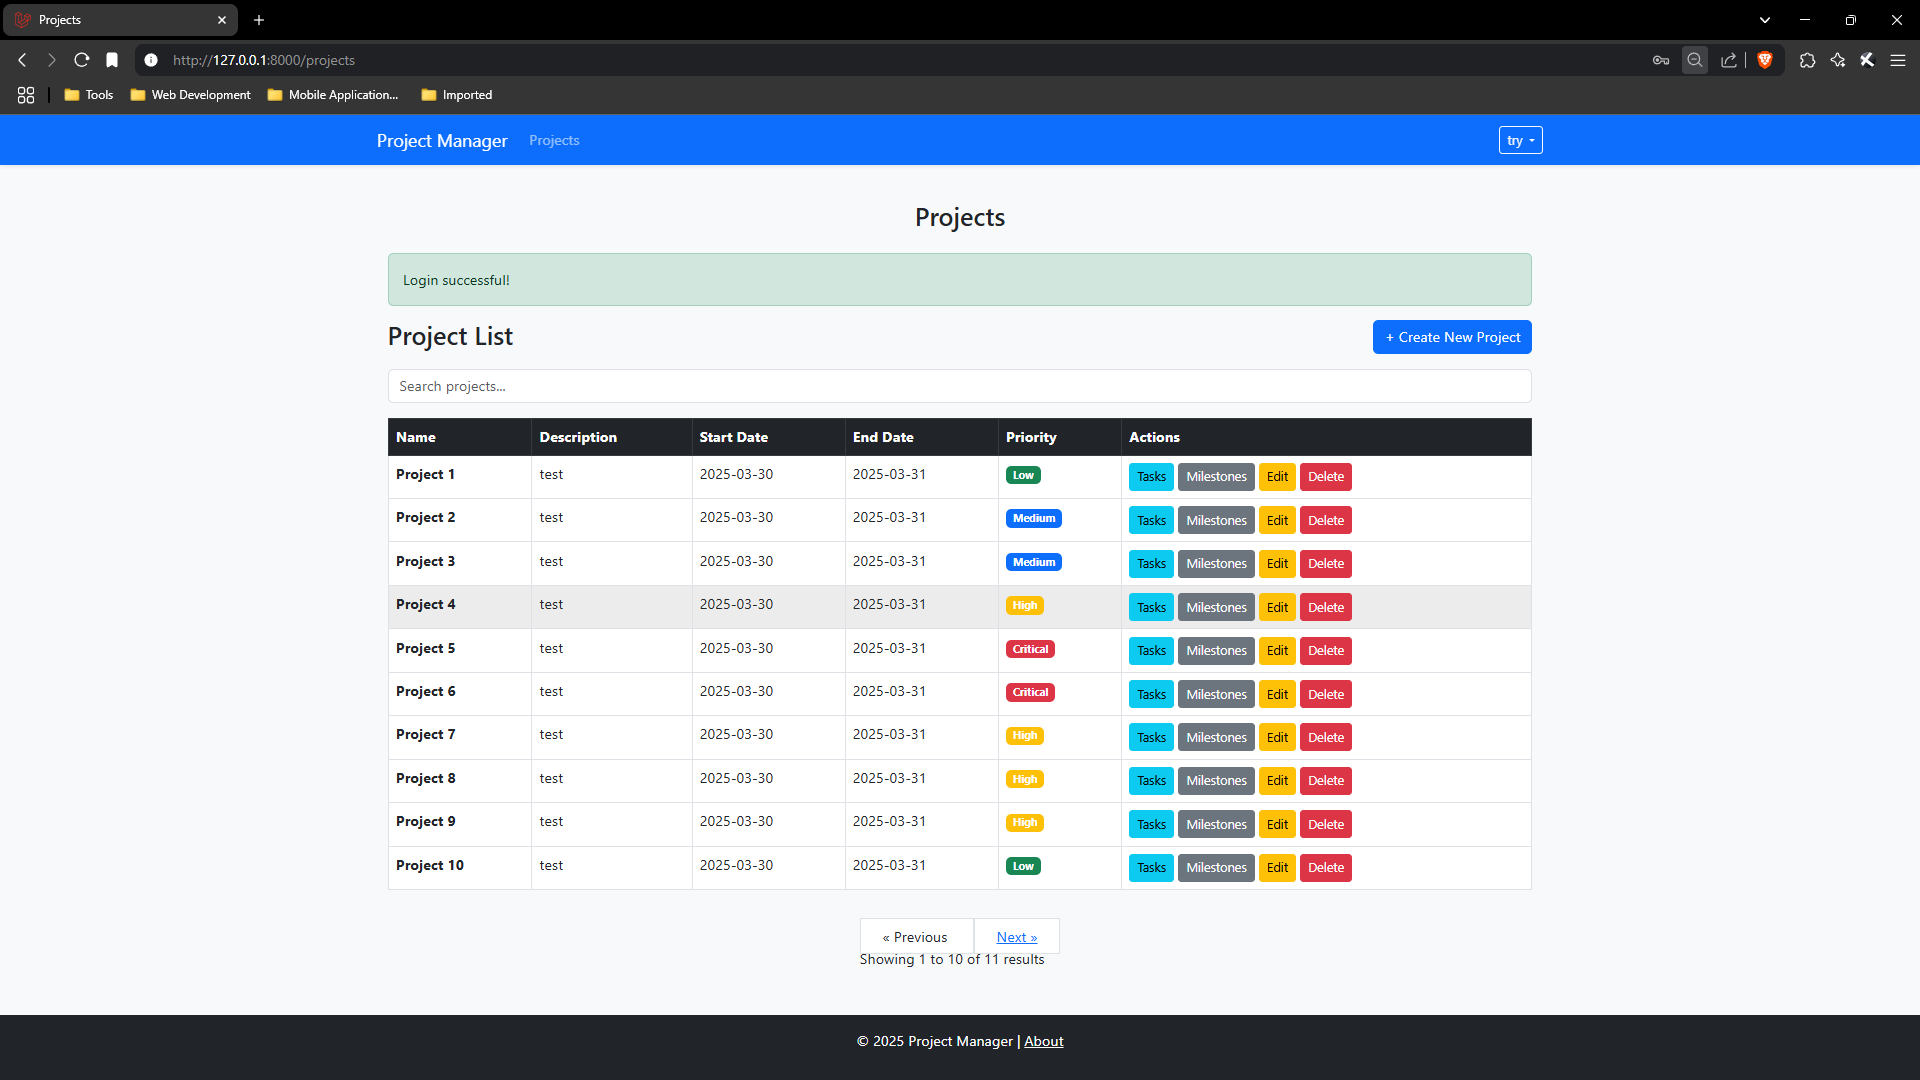 Projects
http://127.0.0.1:8000/projects
Tools Web Development Mobile Application... Imported
Project Manager Projects try
Projects
Login successful!
Project List + Create New Project
Search projects...
Name Description Start Date End Date Priority Actions
Project 1 test 2025-03-30 2025-03-31 Low Tasks Milestones Edit Delete
Project 2 test 2025-03-30 2025-03-31 Medium Tasks Milestones Edit Delete
Project 3 test 2025-03-30 2025-03-31 Medium Tasks Milestones Edit Delete
Project 4 test 2025-03-30 2025-03-31 High Tasks Milestones Edit Delete
Project 5 test 2025-03-30 2025-03-31 Critical Tasks Milestones Edit Delete
Project 6 test 2025-03-30 2025-03-31 Critical Tasks Milestones Edit Delete
Project 7 test 2025-03-30 2025-03-31 High Tasks Milestones Edit Delete
Project 8 test 2025-03-30 2025-03-31 High Tasks Milestones Edit Delete
Project 9 test 2025-03-30 2025-03-31 High Tasks Milestones Edit Delete
Project 10 test 2025-03-30 2025-03-31 Low Tasks Milestones Edit Delete
« Previous Next »
Showing 1 to 10 of 11 results
© 2025 Project Manager | About